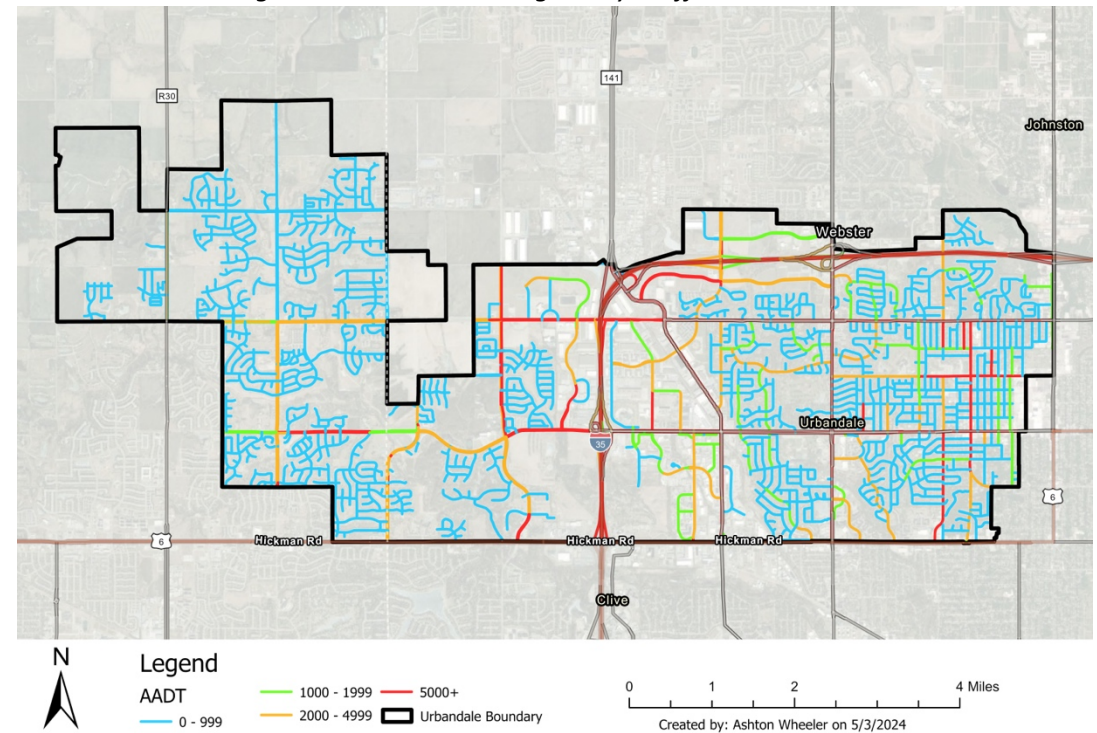 141
R30
Johnston
Webster
Urbandale
35
6
6
Hickman Rd
Hickman Rd
Hickman Rd
Clive
N
Legend
AADT
0 - 999
1000 - 1999
2000 - 4999
5000+
Urbandale Boundary
0 1 2 4 Miles
Created by: Ashton Wheeler on 5/3/2024